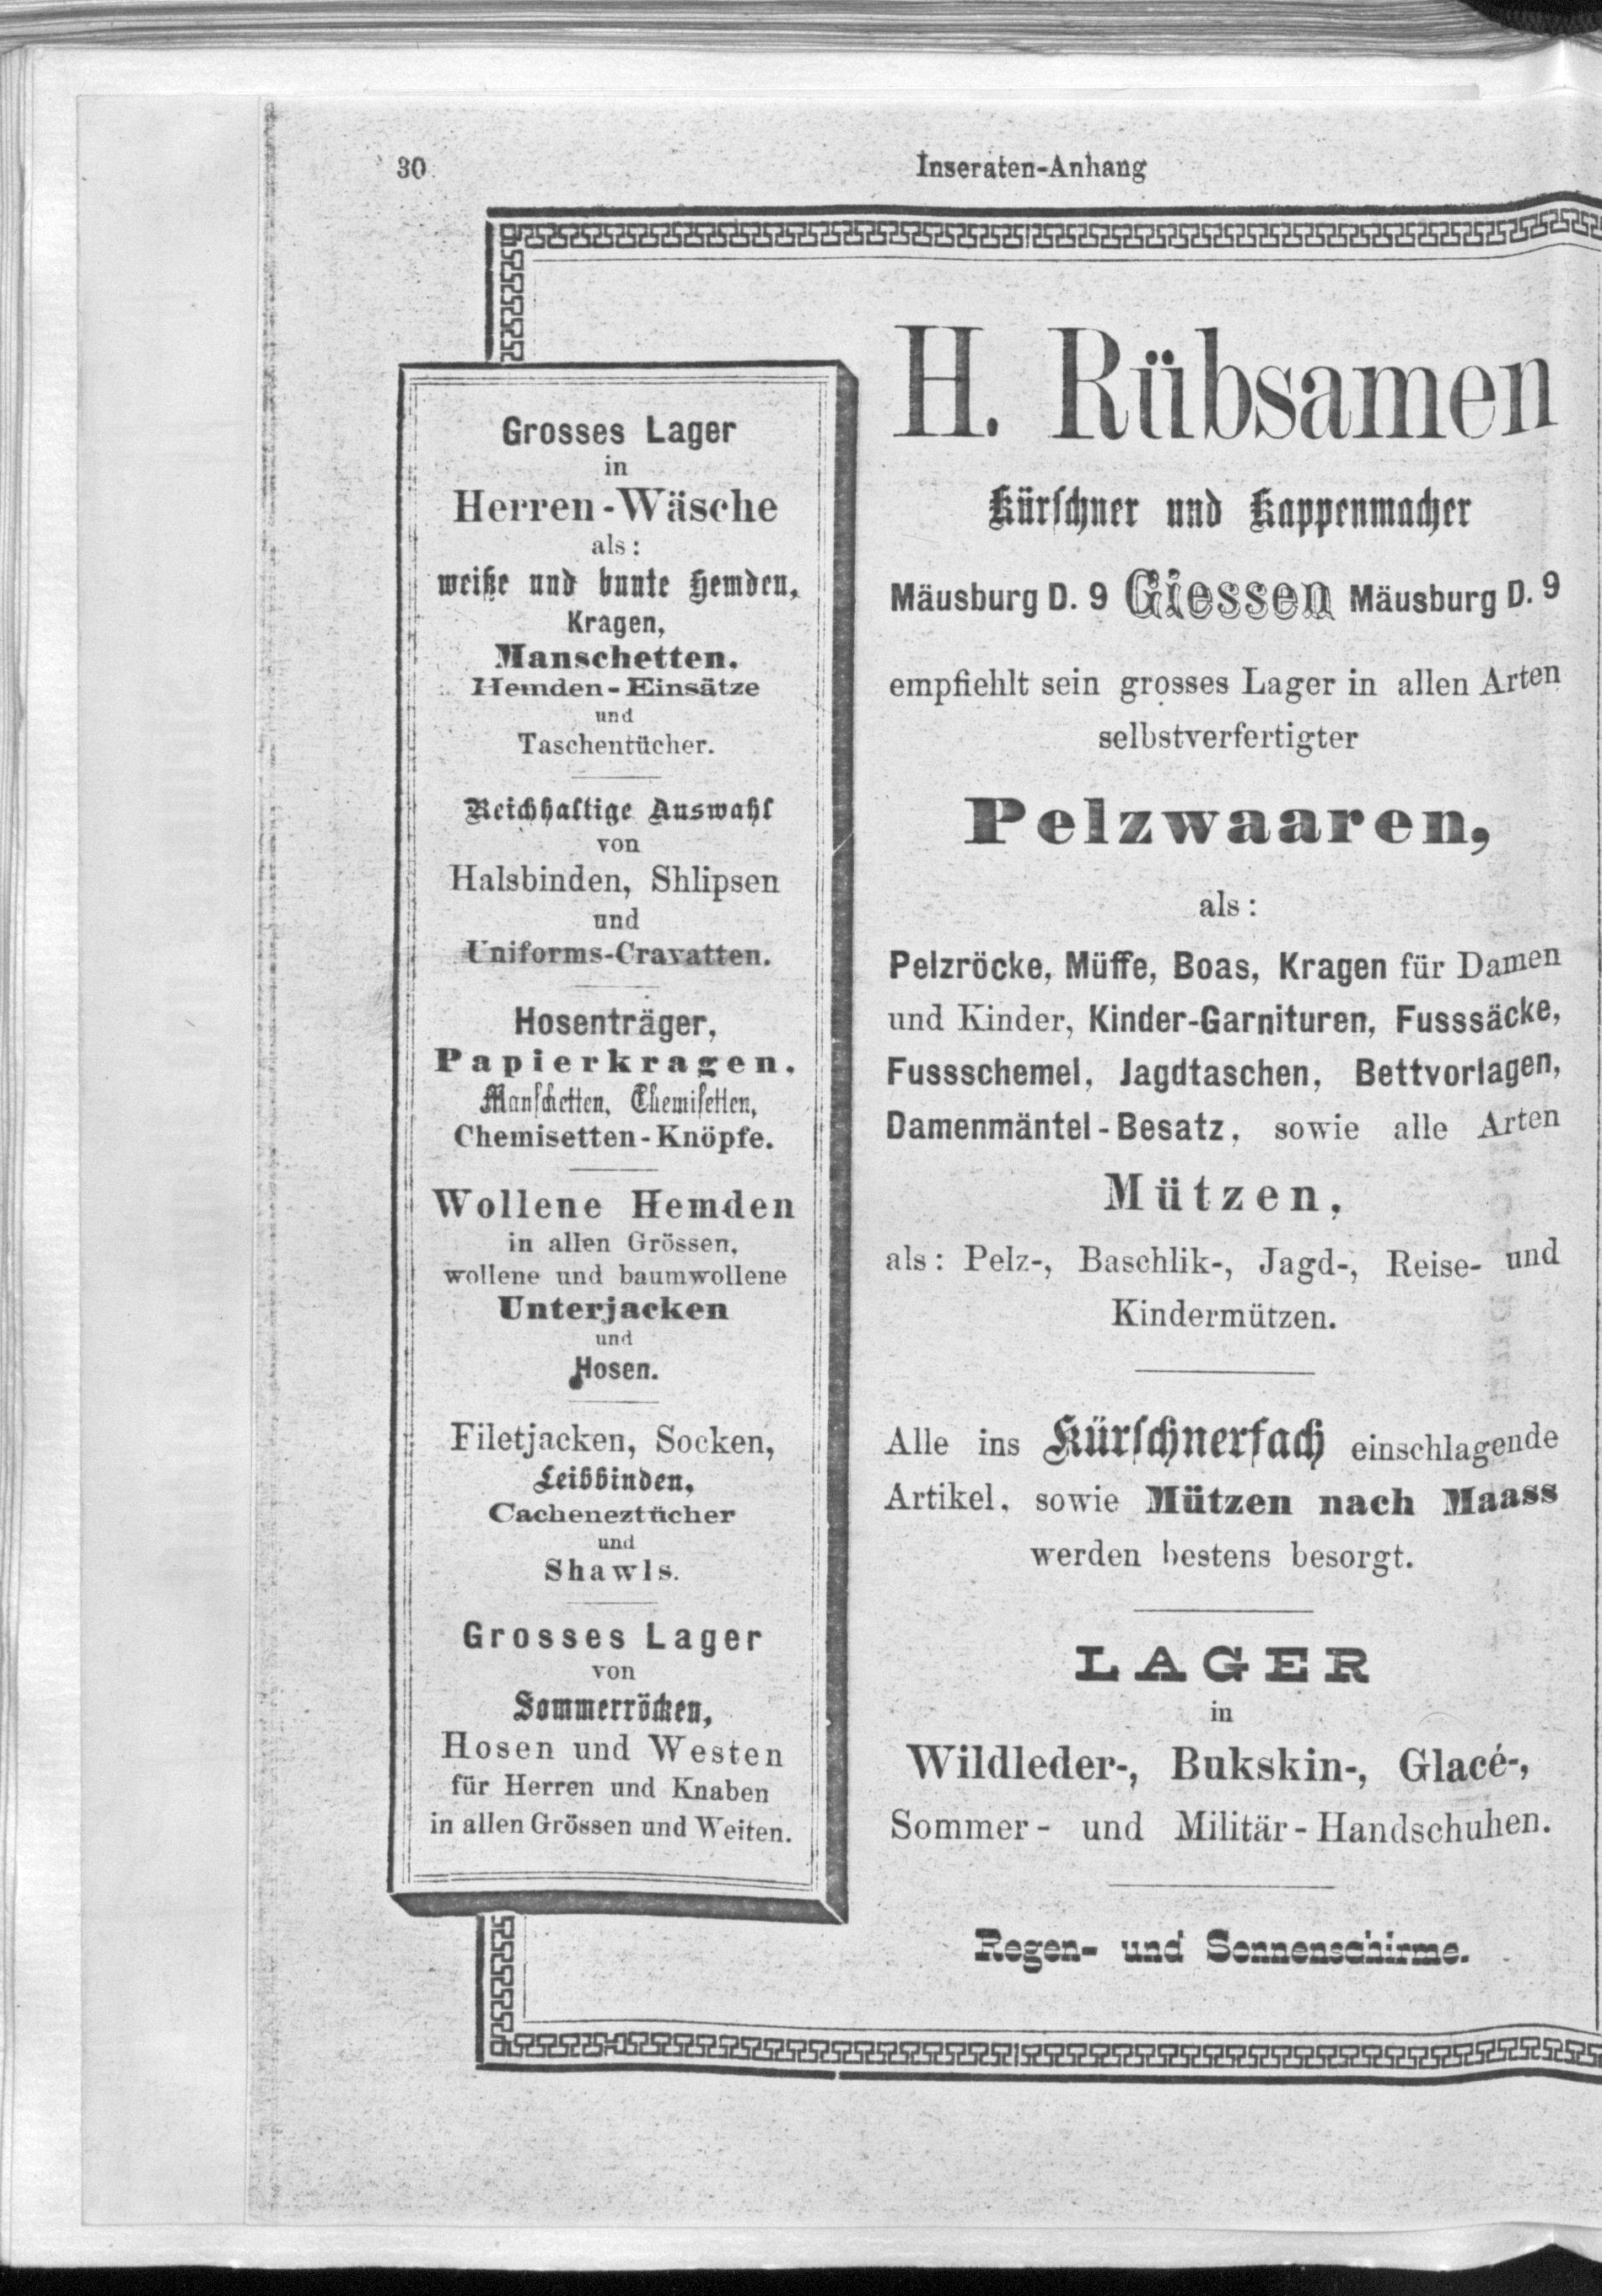 30
Inseraten-Anhang
Grosses Lager
in
Herren-Wäsche
als:
weiße und bunte Hemden,
Kragen,
Manschetten.
Hemden-Einsätze
und
Taschentücher.
Reichhaltige Auswahl
von
Halsbinden, Shlipsen
und
Uniforms-Cravatten.
Hosenträger,
Papierkragen.
Manschetten, Chemisetten,
Chemisetten-Knöpfe.
Wollene Hemden
in allen Grössen,
wollene und baumwollene
Unterjacken
und
Hosen.
Filetjacken, Socken,
Leibbinden,
Cacheneztücher
und
Shawls.
Grosses Lager
von
Sommerröcken,
Hosen und Westen
für Herren und Knaben
in allen Grössen und Weiten.
H. Rübsamen
Kürschner und Kappenmacher
Mäusburg D. 9 Giessen Mäusburg D. 9
empfiehlt sein grosses Lager in allen Arten
selbstverfertigter
Pelzwaaren,
als:
Pelzröcke, Müffe, Boas, Kragen für Damen
und Kinder, Kinder-Garnituren, Fusssäcke,
Fussschemel, Jagdtaschen, Bettvorlagen,
Damenmäntel-Besatz, sowie alle Arten
Mützen,
als: Pelz-, Baschlik-, Jagd-, Reise- und
Kindermützen.
Alle ins Kürschnerfach einschlagende
Artikel, sowie Mützen nach Maass
werden bestens besorgt.
LAGER
in
Wildleder-, Bukskin-, Glacé-,
Sommer- und Militär-Handschuhen.
Regen- und Sonnenschirme.